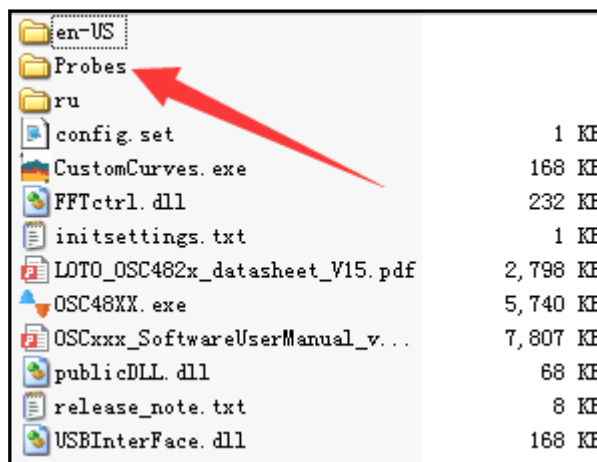 en-US
Probes
ru
config.set 1 KB
CustomCurves.exe 168 KB
FFTctrl.dll 232 KB
initsettings.txt 1 KB
LOTO_OSC482x_datasheet_V15.pdf 2,798 KB
OSC48XX.exe 5,740 KB
OSCxxx_SoftwareUserManual_v... 7,807 KB
publicDLL.dll 68 KB
release_note.txt 8 KB
USBInterFace.dll 168 KB